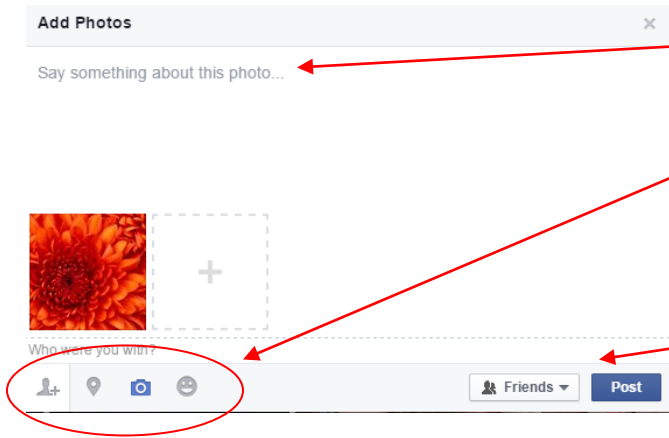 Add Photos
Say something about this photo...
Who were you with?
Friends Post